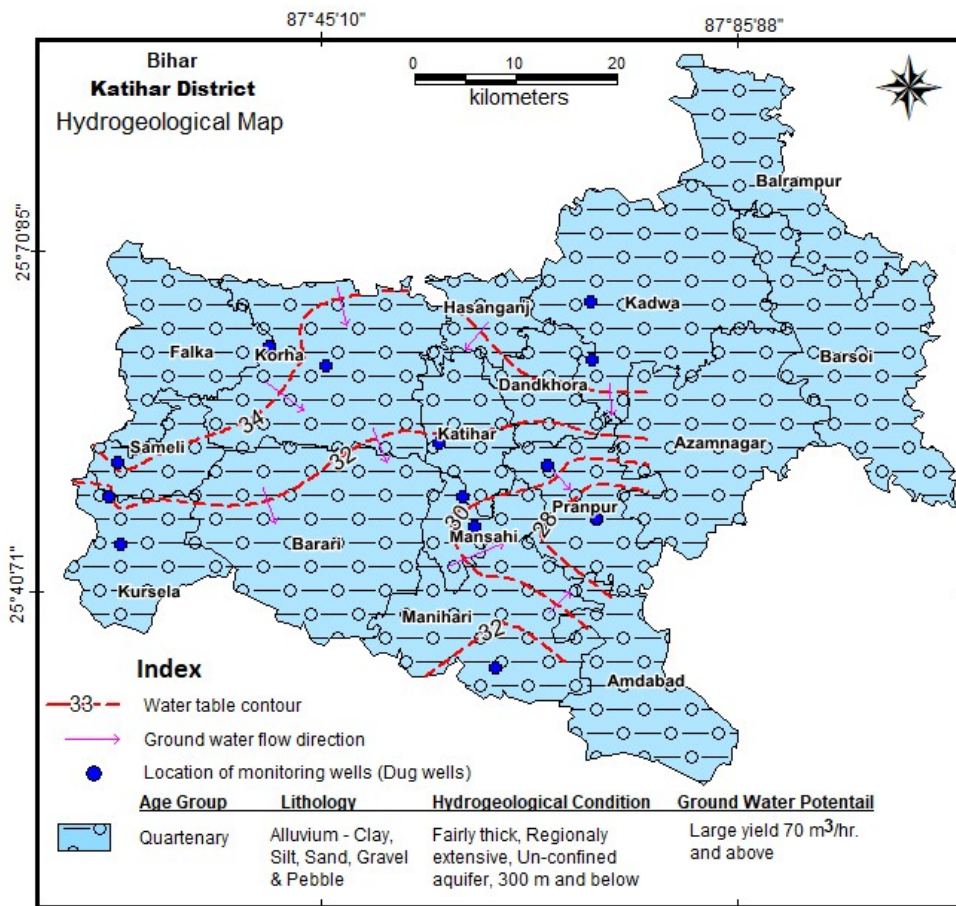 87°45'10"
87°85'88"
Bihar
Katihar District
Hydrogeological Map
0 10 20
kilometers
25°70'85"
25°40'71"
Balrampur
Hasanganj
Kadwa
Falka
Korha
Barsoi
Dandkhora
34
Sameli
32
Katihar
Azamnagar
30
28
Pranpur
Barari
Mansahi
Kursela
Manihari
32
Amdabad
Index
33 Water table contour
Ground water flow direction
Location of monitoring wells (Dug wells)
Age Group Lithology Hydrogeological Condition Ground Water Potentail
Quartenary Alluvium - Clay, Fairly thick, Regionaly Large yield 70 m³/hr.
Silt, Sand, Gravel extensive, Un-confined and above
& Pebble aquifer, 300 m and below